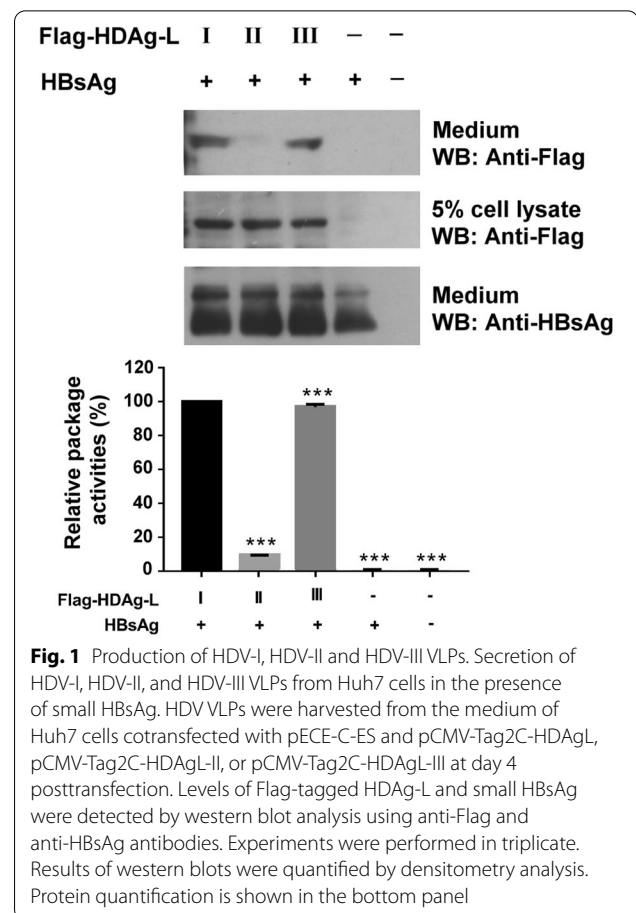 Flag-HDAg-L I II III – –
HBsAg + + + + –
Medium
WB: Anti-Flag
5% cell lysate
WB: Anti-Flag
Medium
WB: Anti-HBsAg
Relative package
activities (%)
120
100
80
60
40
20
0
***
***
***
***
Flag-HDAg-L I II III - -
HBsAg + + + + -
Fig. 1 Production of HDV-I, HDV-II and HDV-III VLPs. Secretion of
HDV-I, HDV-II, and HDV-III VLPs from Huh7 cells in the presence
of small HBsAg. HDV VLPs were harvested from the medium of
Huh7 cells cotransfected with pECE-C-ES and pCMV-Tag2C-HDAgL,
pCMV-Tag2C-HDAgL-II, or pCMV-Tag2C-HDAgL-III at day 4
posttransfection. Levels of Flag-tagged HDAg-L and small HBsAg
were detected by western blot analysis using anti-Flag and
anti-HBsAg antibodies. Experiments were performed in triplicate.
Results of western blots were quantified by densitometry analysis.
Protein quantification is shown in the bottom panel